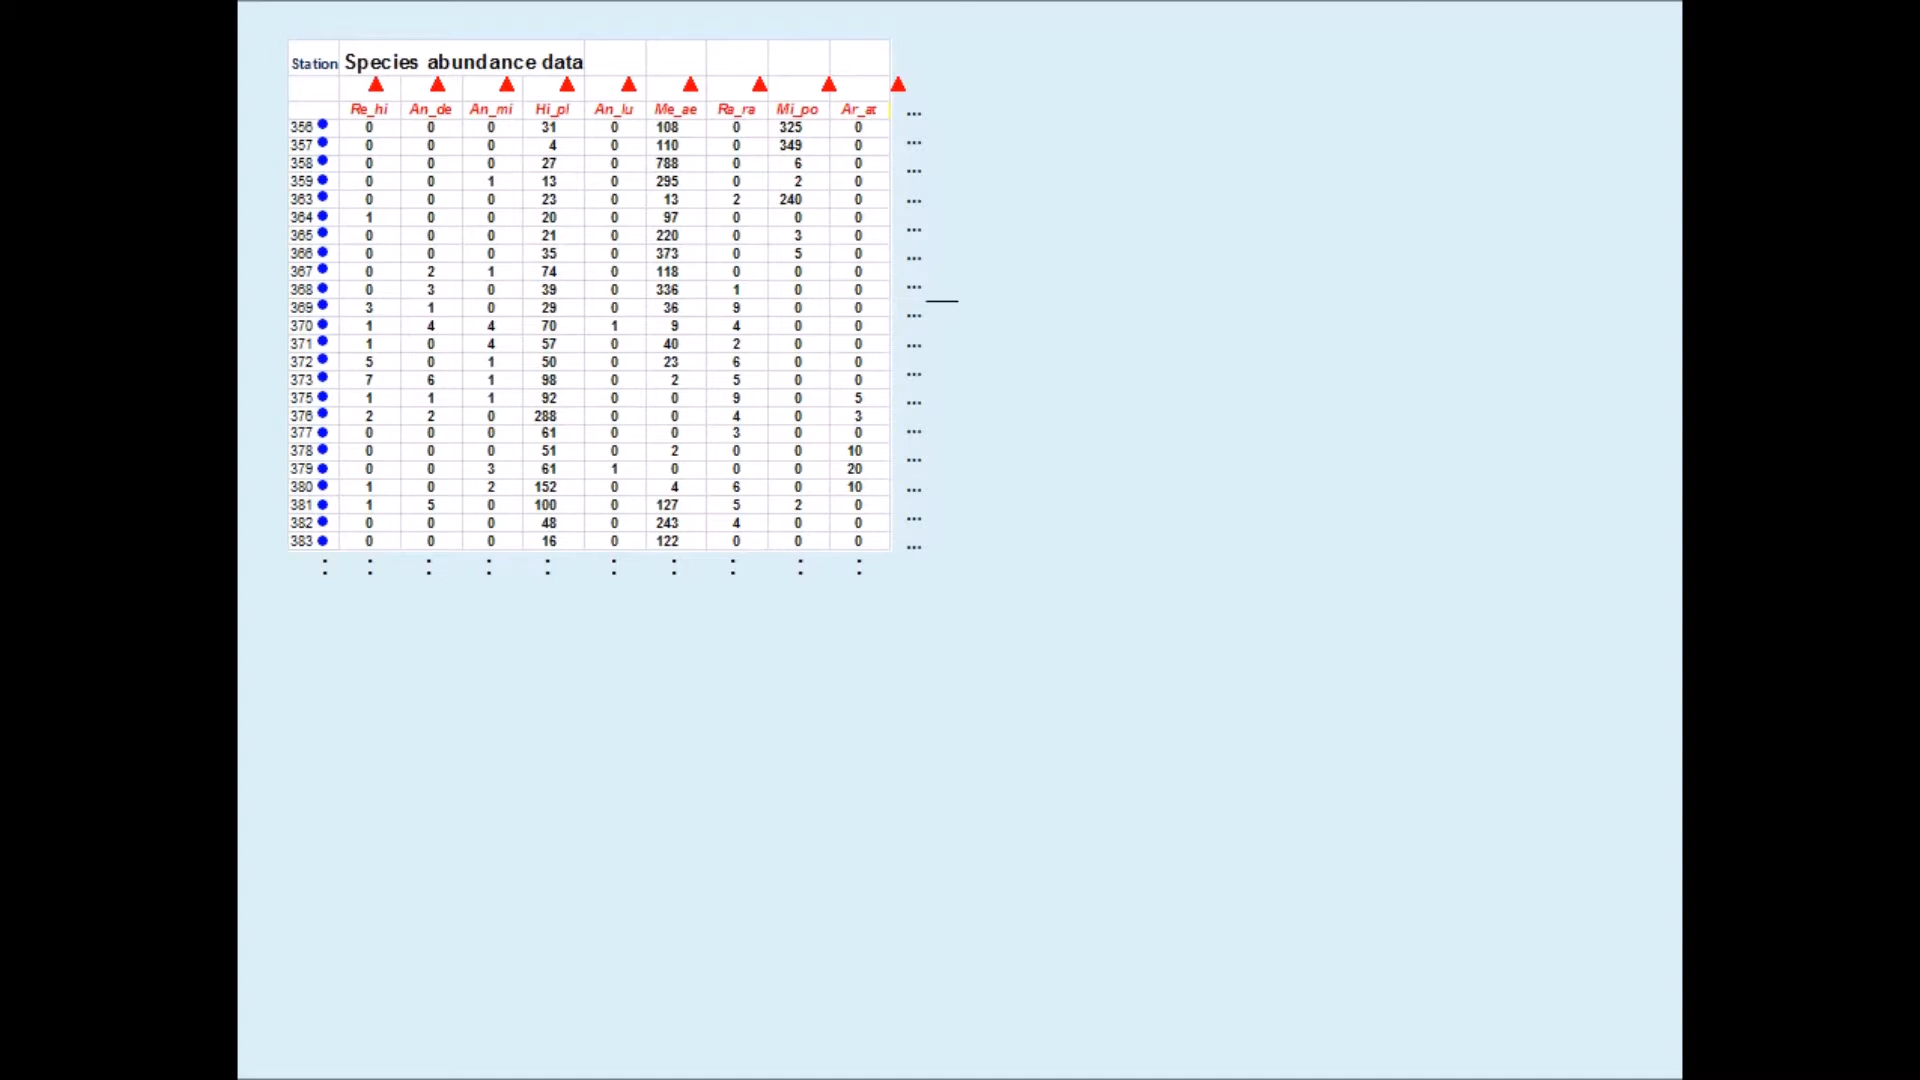 Station Species abundance data
Re_hi An_de An_mi Hi_pl An_lu Me_ae Ra_ra Mi_po Ar_at ...
356 0 0 0 31 0 108 0 325 0 ...
357 0 0 0 4 0 110 0 349 0 ...
358 0 0 0 27 0 788 0 6 0 ...
359 0 0 1 13 0 295 0 2 0 ...
363 0 0 0 23 0 13 2 240 0 ...
364 1 0 0 20 0 97 0 0 0 ...
365 0 0 0 21 0 220 0 3 0 ...
366 0 0 0 35 0 373 0 5 0 ...
367 0 2 1 74 0 118 0 0 0 ...
368 0 3 0 39 0 336 1 0 0 ...
369 3 1 0 29 0 36 9 0 0 ...
370 1 4 4 70 1 9 4 0 0 ...
371 1 0 4 57 0 40 2 0 0 ...
372 5 0 1 50 0 23 6 0 0 ...
373 7 6 1 98 0 2 5 0 0 ...
375 1 1 1 92 0 0 9 0 5 ...
376 2 2 0 288 0 0 4 0 3 ...
377 0 0 0 61 0 0 3 0 0 ...
378 0 0 0 51 0 2 0 0 10 ...
379 0 0 3 61 1 0 0 0 20 ...
380 1 0 2 152 0 4 6 0 10 ...
381 1 5 0 100 0 127 5 2 0 ...
382 0 0 0 48 0 243 4 0 0 ...
383 0 0 0 16 0 122 0 0 0 ...
: : : : : : : : : :